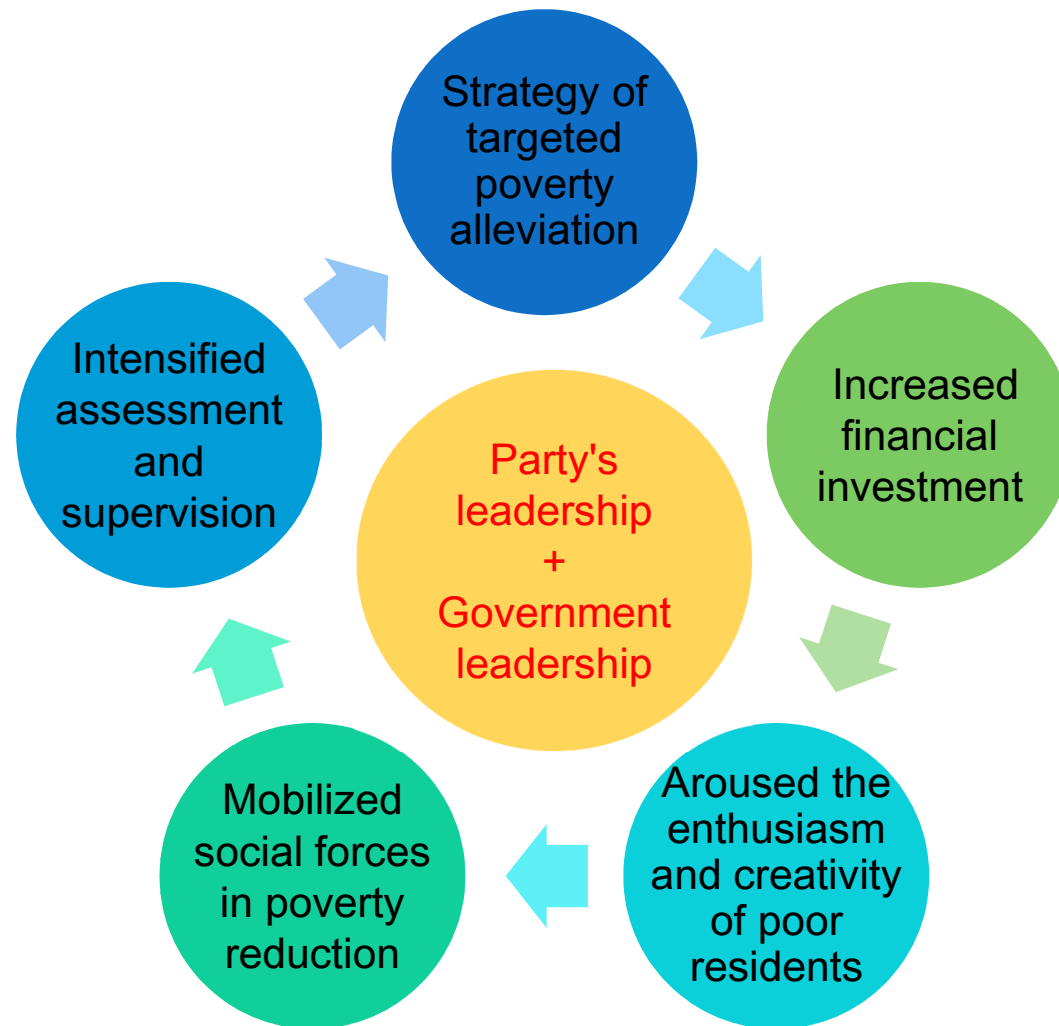 Strategy of
targeted
poverty
alleviation
Increased
financial
investment
Aroused the
enthusiasm
and creativity
of poor
residents
Mobilized
social forces
in poverty
reduction
Intensified
assessment
and
supervision
Party's
leadership
+
Government
leadership